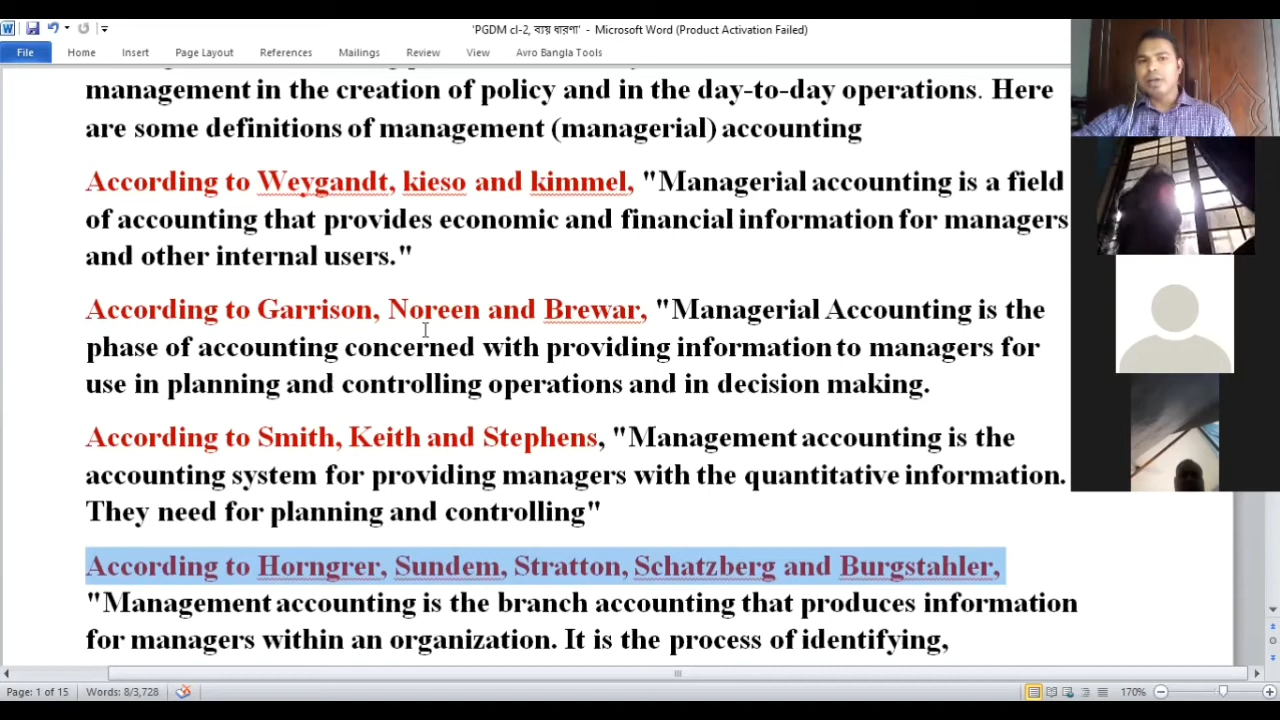 'PGDM cl-2, ব্যয় ধারণা' - Microsoft Word (Product Activation Failed)
File Home Insert Page Layout References Mailings Review View Avro Bangla Tools
management in the creation of policy and in the day-to-day operations. Here
are some definitions of management (managerial) accounting
According to Weygandt, kieso and kimmel, "Managerial accounting is a field
of accounting that provides economic and financial information for managers
and other internal users."
According to Garrison, Noreen and Brewar, "Managerial Accounting is the
phase of accounting concerned with providing information to managers for
use in planning and controlling operations and in decision making.
According to Smith, Keith and Stephens, "Management accounting is the
accounting system for providing managers with the quantitative information.
They need for planning and controlling"
According to Horngrer, Sundem, Stratton, Schatzberg and Burgstahler,
"Management accounting is the branch accounting that produces information
for managers within an organization. It is the process of identifying,
Page: 1 of 15 Words: 8/3,728 170%